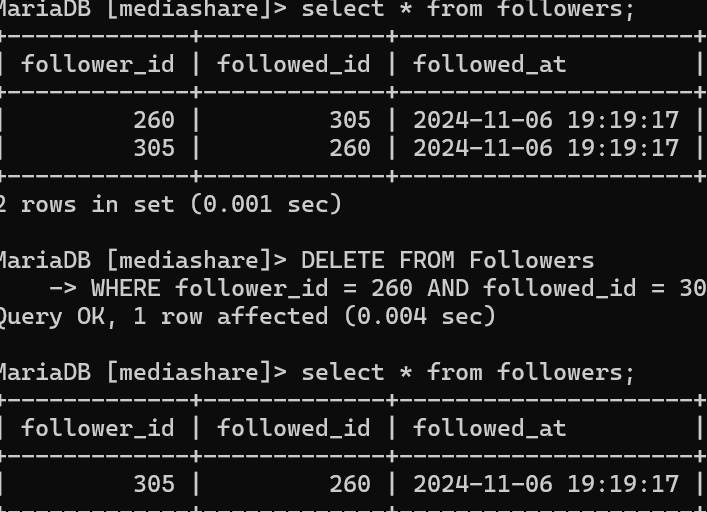 MariaDB [mediashare]> select * from followers;
+-------------+-------------+---------------------+
| follower_id | followed_id | followed_at         |
+-------------+-------------+---------------------+
|         260 |         305 | 2024-11-06 19:19:17 |
|         305 |         260 | 2024-11-06 19:19:17 |
+-------------+-------------+---------------------+
2 rows in set (0.001 sec)
MariaDB [mediashare]> DELETE FROM Followers
    -> WHERE follower_id = 260 AND followed_id = 30
Query OK, 1 row affected (0.004 sec)
MariaDB [mediashare]> select * from followers;
+-------------+-------------+---------------------+
| follower_id | followed_id | followed_at         |
+-------------+-------------+---------------------+
|         305 |         260 | 2024-11-06 19:19:17 |
+-------------+-------------+---------------------+